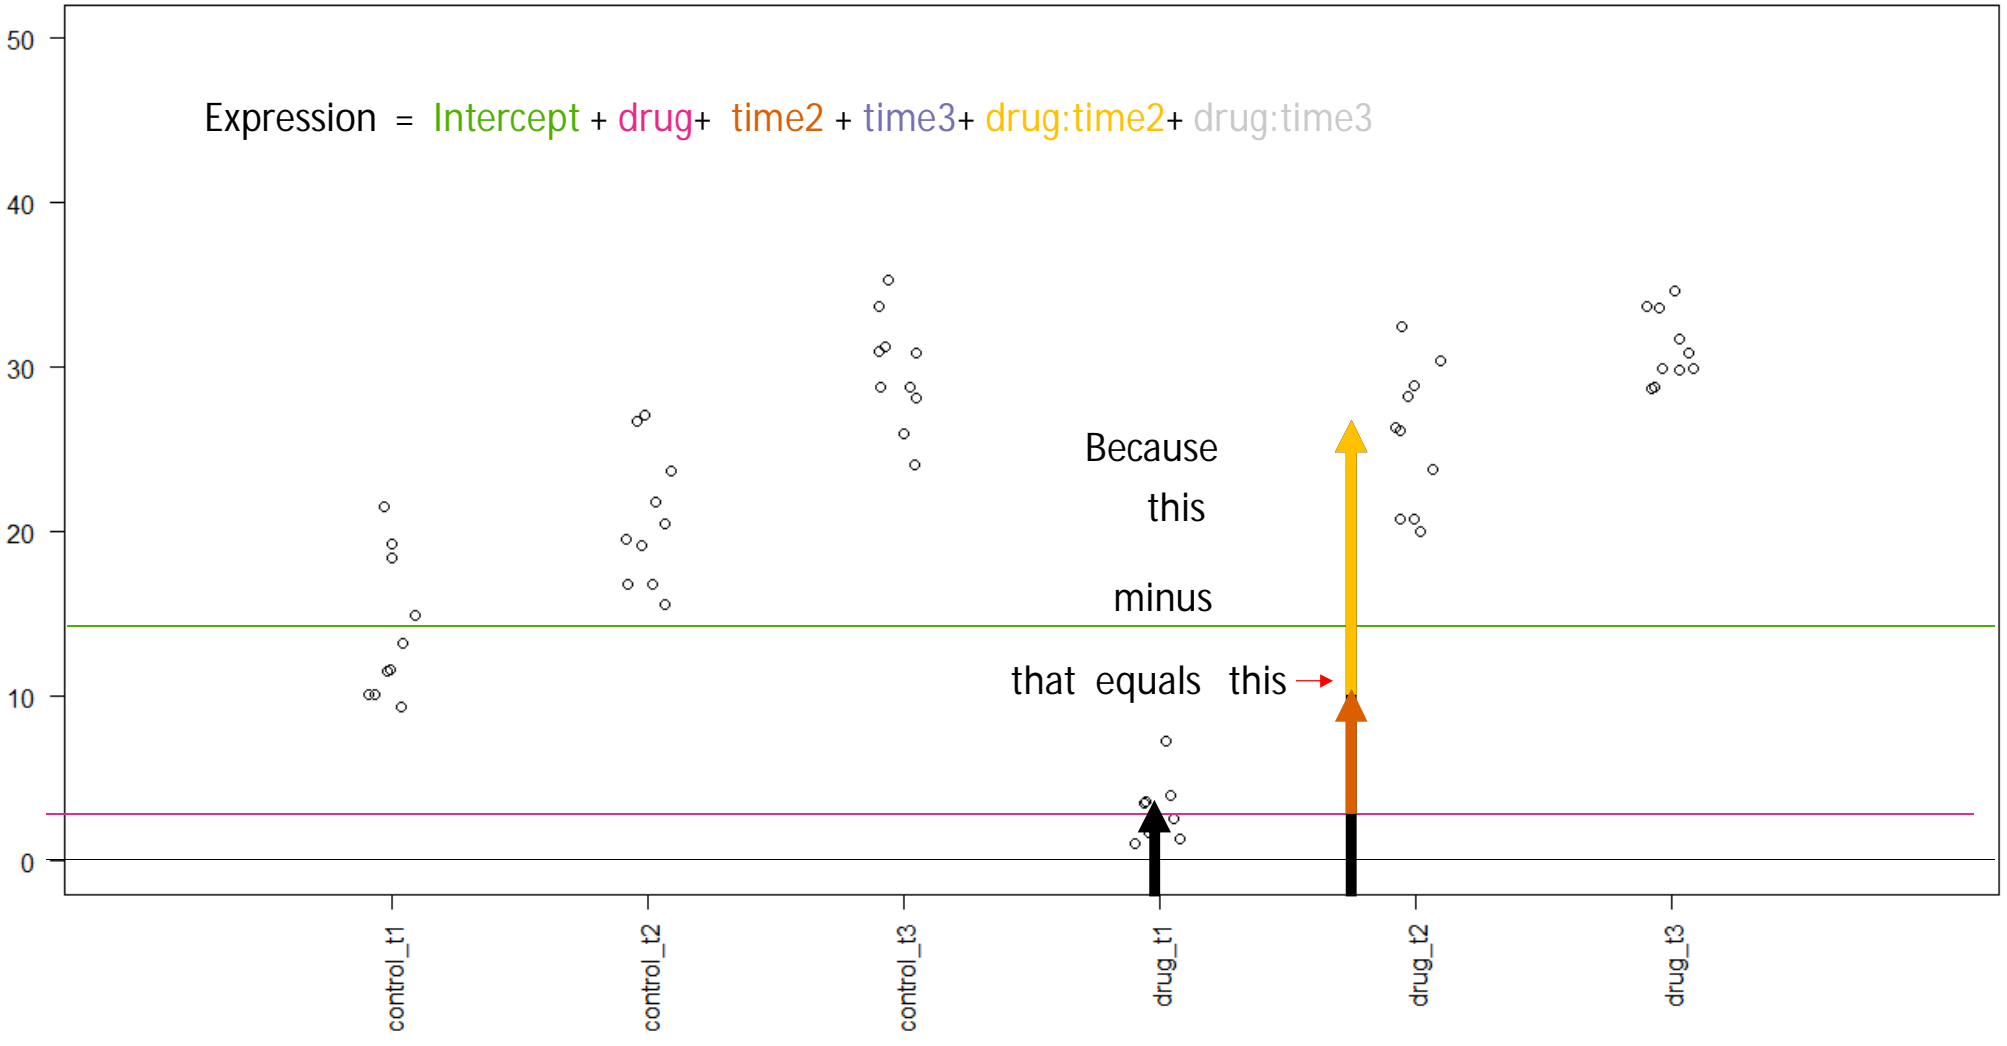 50
Expression = Intercept + drug+ time2 + time3+ drug:time2+ drug:time3
40
30
Because
this
20
minus
that equals this
10
0
control_t1
control_t2
control_t3
drug_t1
drug_t2
drug_t3